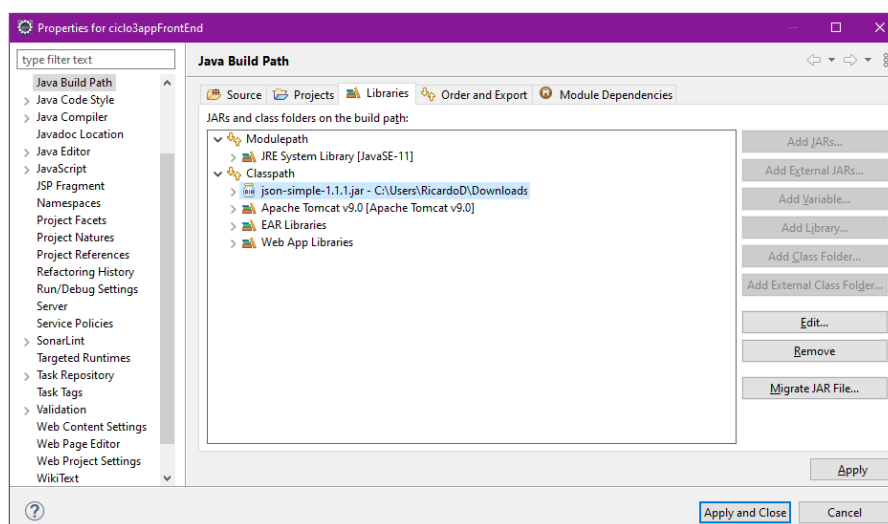 Properties for ciclo3appFrontEnd
type filter text
Java Build Path
Java Code Style
Java Compiler
Javadoc Location
Java Editor
JavaScript
JSP Fragment
Namespaces
Project Facets
Project Natures
Project References
Refactoring History
Run/Debug Settings
Server
Service Policies
SonarLint
Targeted Runtimes
Task Repository
Task Tags
Validation
Web Content Settings
Web Page Editor
Web Project Settings
WikiText
Java Build Path
Source Projects Libraries Order and Export Module Dependencies
JARs and class folders on the build path:
Modulepath
JRE System Library [JavaSE-11]
Classpath
json-simple-1.1.1.jar - C:\Users\RicardoD\Downloads
Apache Tomcat v9.0 [Apache Tomcat v9.0]
EAR Libraries
Web App Libraries
Add JARs...
Add External JARs...
Add Variable...
Add Library...
Add Class Folder...
Add External Class Folder...
Edit...
Remove
Migrate JAR File...
Apply
Apply and Close Cancel